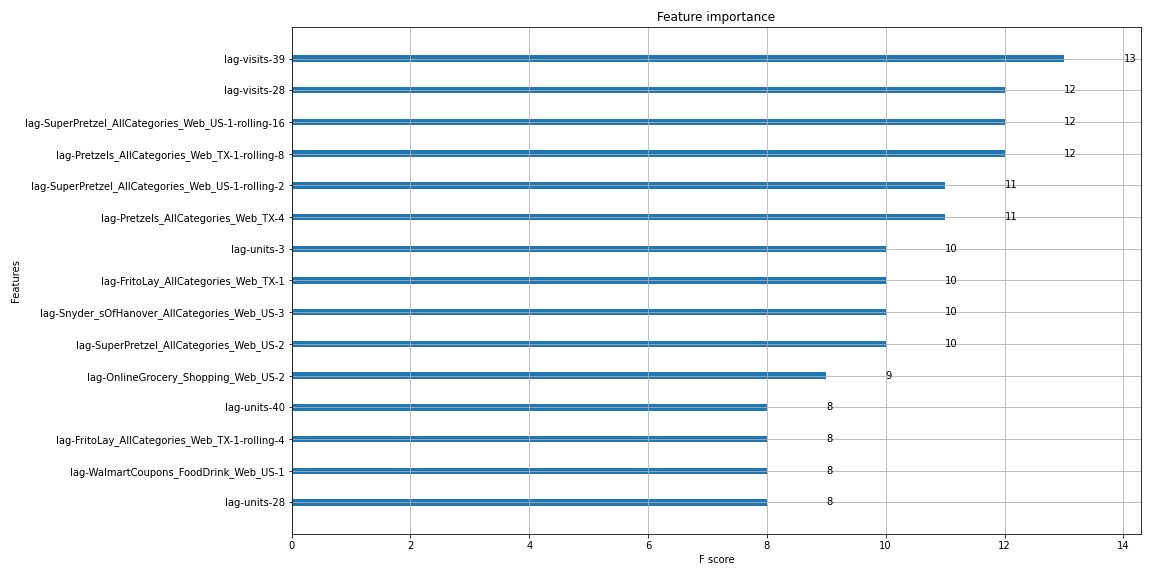 Feature importance
lag-visits-39 13
lag-visits-28 12
lag-SuperPretzel_AllCategories_Web_US-1-rolling-16 12
lag-Pretzels_AllCategories_Web_TX-1-rolling-8 12
lag-SuperPretzel_AllCategories_Web_US-1-rolling-2 11
lag-Pretzels_AllCategories_Web_TX-4 11
lag-units-3 10
lag-FritoLay_AllCategories_Web_TX-1 10
lag-Snyder_sOfHanover_AllCategories_Web_US-3 10
lag-SuperPretzel_AllCategories_Web_US-2 10
lag-OnlineGrocery_Shopping_Web_US-2 9
lag-units-40 8
lag-FritoLay_AllCategories_Web_TX-1-rolling-4 8
lag-WalmartCoupons_FoodDrink_Web_US-1 8
lag-units-28 8
Features
0 2 4 6 8 10 12 14
F score